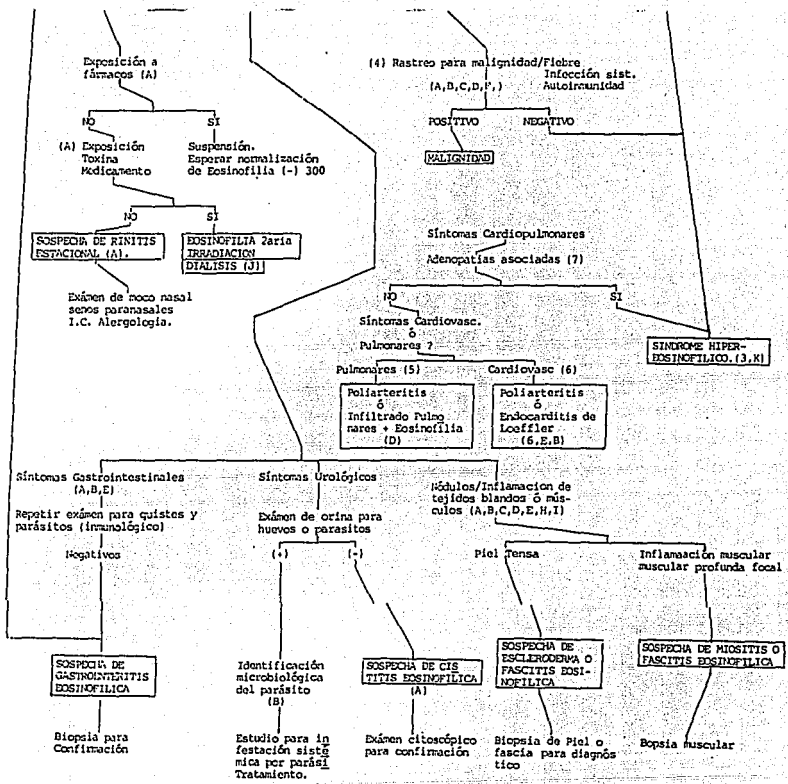 Exposición a
fármacos (A)
NO
SI
(A) Exposición
Toxina
Medicamento
Suspensión.
Esperar normalización
de Eosinofilia (-) 300
NO
SI
SOSPECHA DE RINITIS
ESTACIONAL (A).
EOSINOFILIA 2aria
IRRADIACION
DIALISIS (J)
Exámen de moco nasal
senos paranasales
I.C. Alergología.
(4) Rastreo para malignidad/Fiebre
Infección sist.
Autoinmunidad
(A,B,C,D,F,)
POSITIVO
NEGATIVO
MALIGNIDAD
Síntomas Cardiopulmonares
Adenopatías asociadas (7)
NO
SI
Síntomas Cardiovasc.
ó
Pulmonares ?
SINDROME HIPER-
EOSINOFILICO.(3,K)
Pulmonares (5)
Cardiovasc (6)
Poliarteritis
ó
Infiltrado Pulmo
nares + Eosinofilia
(D)
Poliarteritis
ó
Endocarditis de
Loeffler
(6,E,B)
Síntomas Gastrointestinales
(A,B,E)
Repetir exámen para quistes y
parásitos (inmunológico)
Negativos
Síntomas Urológicos
Exámen de orina para
huevos o parasitos
(+)
(-)
Nódulos/Inflamacion de
tejidos blandos ó mús-
culos (A,B,C,D,E,H,I)
Piel Tensa
Inflamaación muscular
muscular profunda focal
SOSPECHA DE
GASTROINTERITIS
EOSINOFILICA
Identificación
microbiológica
del parásito
(B)
SOSPECHA DE CIS
TITIS EOSINOFILICA
(A)
SOSPECHA DE
ESCLERODERMA O
FASCITIS EOSI-
NOFILICA
SOSPECHA DE MIOSITIS O
FASCITIS EOSINOFILICA
Biopsia para
Confirmación
Estudio para in
festación sisté
mica por parási
Tratamiento.
Exámen citoscópico
para confirmación
Biopsia de Piel o
fascia para diagnós
tico
Bopsia muscular